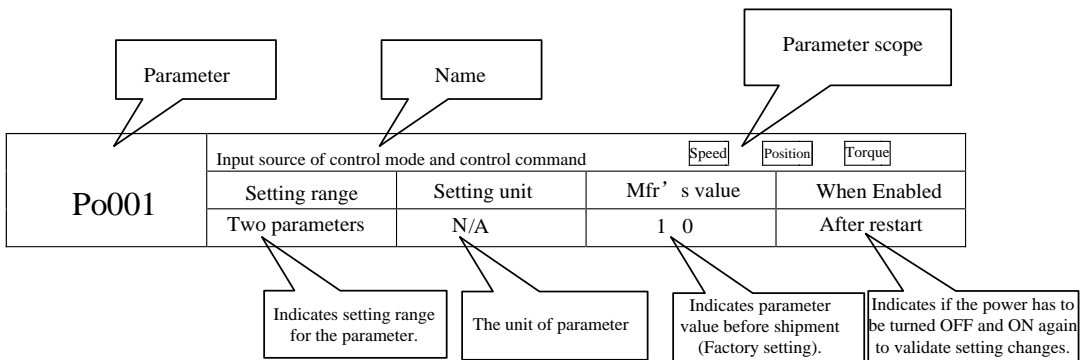 Parameter scope
Parameter
Name
Input source of control mode and control command Speed Position Torque
Po001
Setting range Setting unit Mfr’s value When Enabled
Two parameters N/A 1 0 After restart
Indicates setting range
for the parameter.
The unit of parameter
Indicates parameter
value before shipment
(Factory setting).
Indicates if the power has to
be turned OFF and ON again
to validate setting changes.